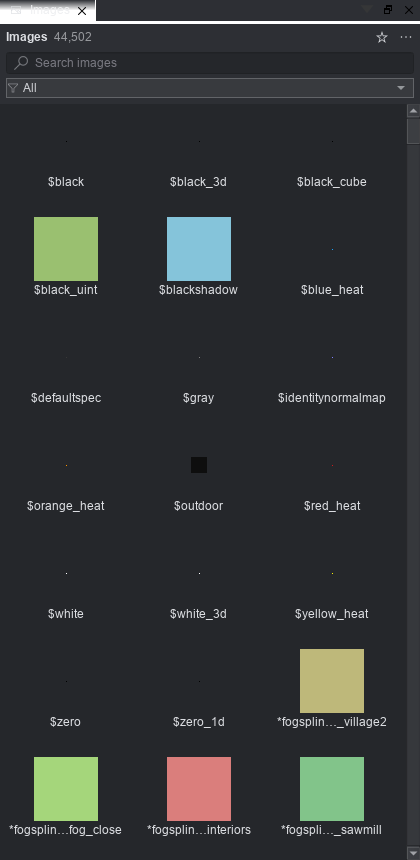 Images
Images 44,502
Search images
All
$black $black_3d $black_cube
$black_uint $blackshadow $blue_heat
$defaultspec $gray $identitynormalmap
$orange_heat $outdoor $red_heat
$white $white_3d $yellow_heat
$zero $zero_1d *fogsplin…_village2
*fogsplin…fog_close *fogsplin…interiors *fogspli…_sawmill